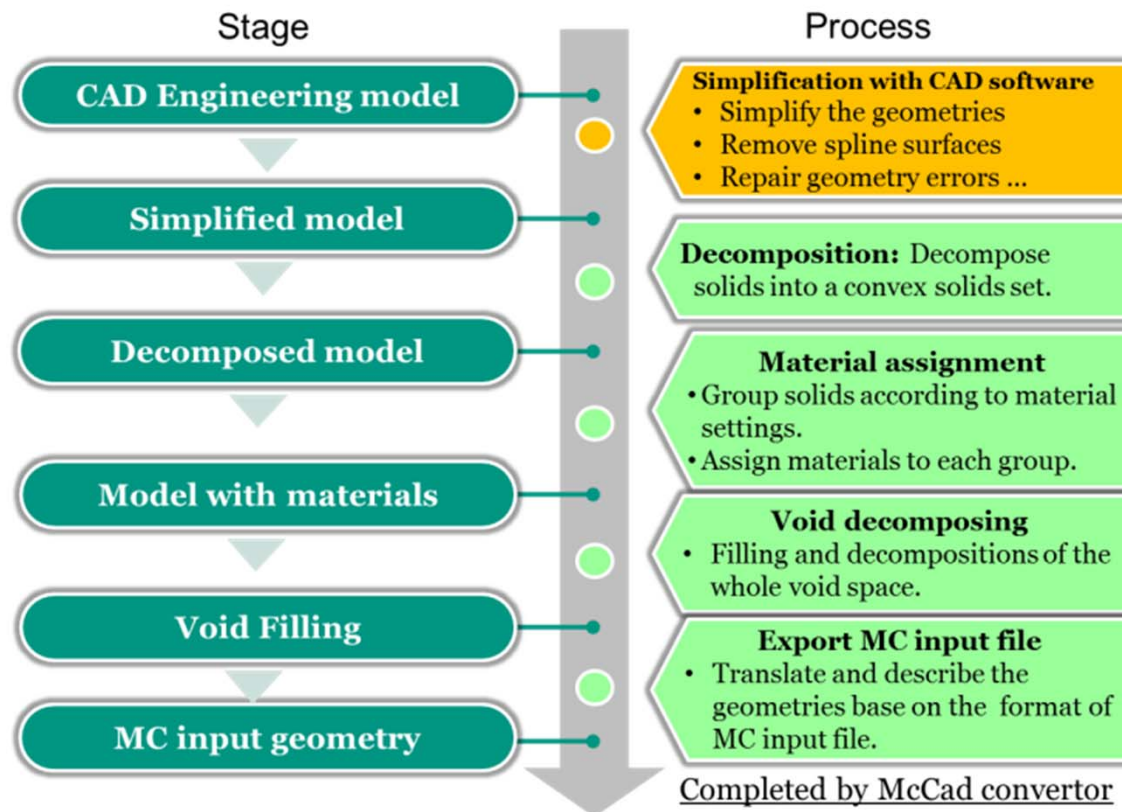 Stage
Process
CAD Engineering model
Simplified model
Decomposed model
Model with materials
Void Filling
MC input geometry
Simplification with CAD software
• Simplify the geometries
• Remove spline surfaces
• Repair geometry errors ...
Decomposition: Decompose
solids into a convex solids set.
Material assignment
• Group solids according to material
settings.
• Assign materials to each group.
Void decomposing
• Filling and decompositions of the
whole void space.
Export MC input file
• Translate and describe the
geometries base on the format of
MC input file.
Completed by McCad convertor